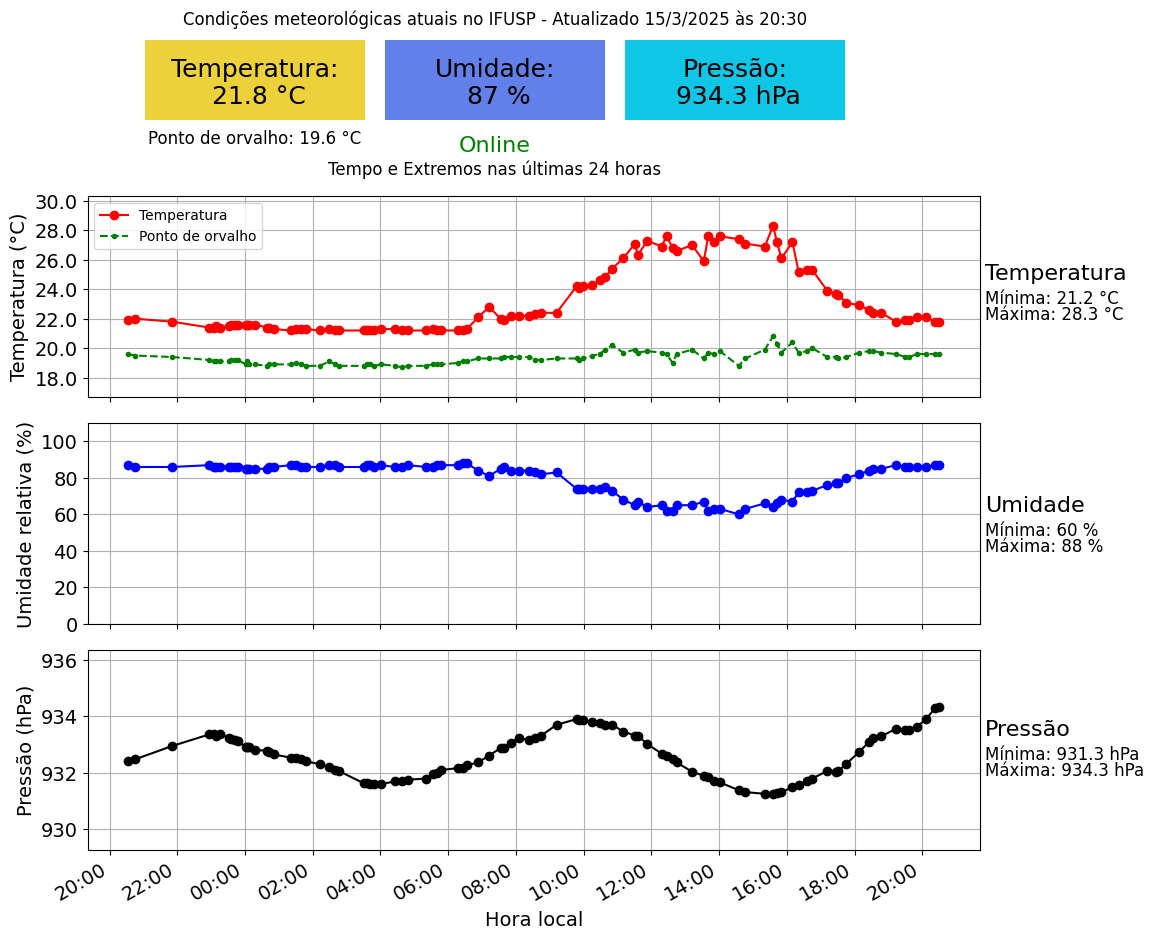 Condições meteorológicas atuais no IFUSP - Atualizado 15/3/2025 às 20:30
Temperatura:
21.8 °C
Umidade:
87 %
Pressão:
934.3 hPa
Ponto de orvalho: 19.6 °C
Online
Tempo e Extremos nas últimas 24 horas
Temperatura (°C)
30.0
28.0
26.0
24.0
22.0
20.0
18.0
Temperatura
Ponto de orvalho
Temperatura
Mínima: 21.2 °C
Máxima: 28.3 °C
Umidade relativa (%)
100
80
60
40
20
0
Umidade
Mínima: 60 %
Máxima: 88 %
Pressão (hPa)
936
934
932
930
Pressão
Mínima: 931.3 hPa
Máxima: 934.3 hPa
20:00 22:00 00:00 02:00 04:00 06:00 08:00 10:00 12:00 14:00 16:00 18:00 20:00
Hora local